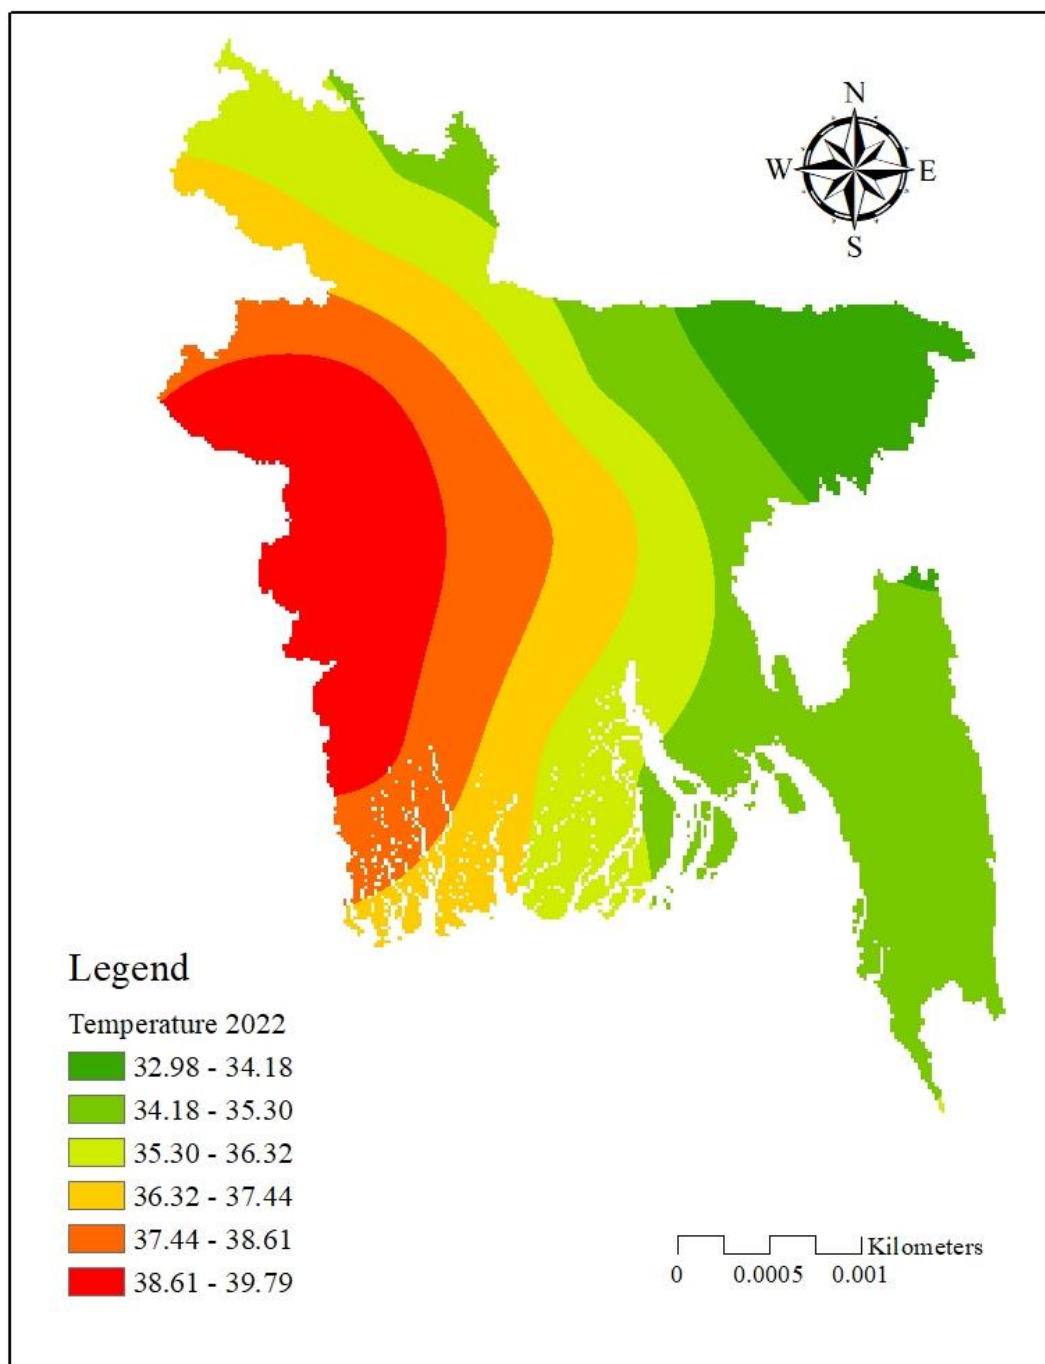 N
W E
S
Legend
Temperature 2022
32.98 - 34.18
34.18 - 35.30
35.30 - 36.32
36.32 - 37.44
37.44 - 38.61
38.61 - 39.79
Kilometers
0 0.0005 0.001